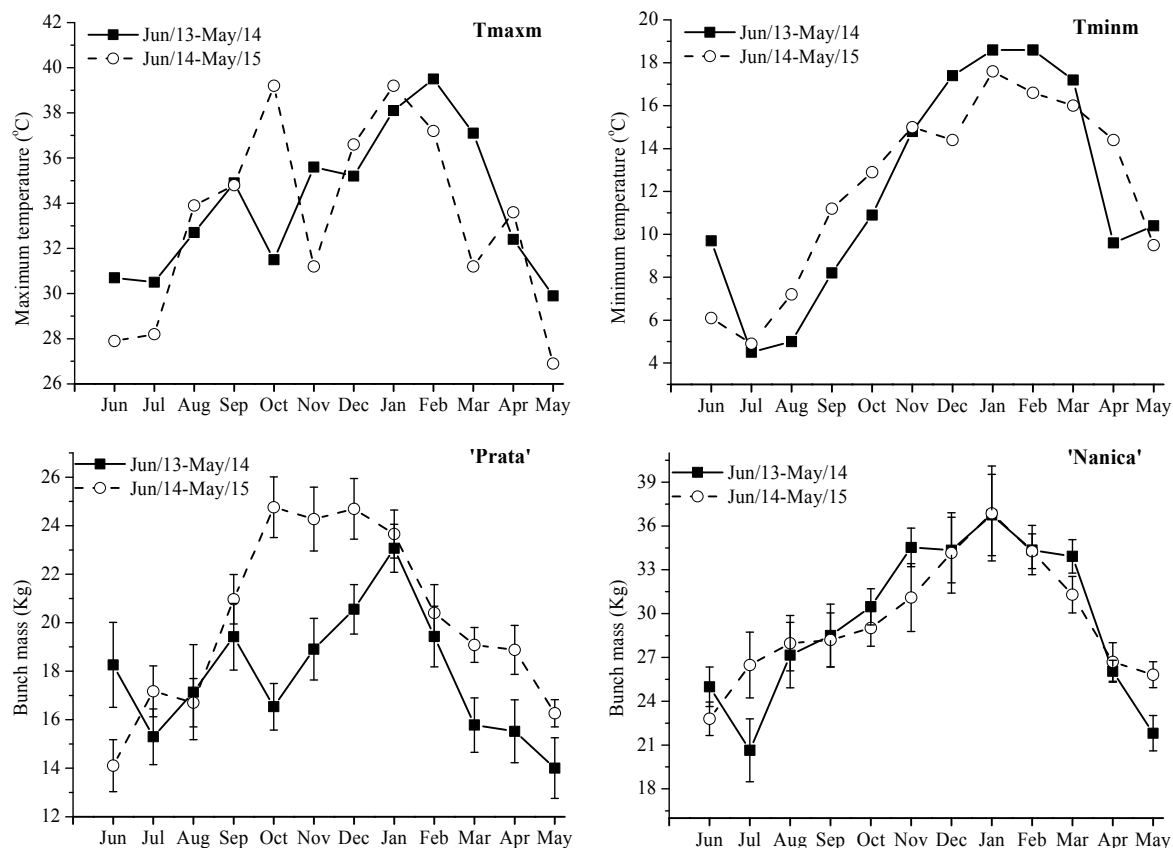 Tmaxm
Jun/13-May/14
Jun/14-May/15
Maximum temperature (°C)
42
40
38
36
34
32
30
28
26
Jun Jul Aug Sep Oct Nov Dec Jan Feb Mar Apr May
Tminm
Jun/13-May/14
Jun/14-May/15
Minimum temperature (°C)
20
18
16
14
12
10
8
6
4
Jun Jul Aug Sep Oct Nov Dec Jan Feb Mar Apr May
'Prata'
Jun/13-May/14
Jun/14-May/15
Bunch mass (Kg)
26
24
22
20
18
16
14
12
Jun Jul Aug Sep Oct Nov Dec Jan Feb Mar Apr May
'Nanica'
Jun/13-May/14
Jun/14-May/15
Bunch mass (Kg)
39
36
33
30
27
24
21
18
Jun Jul Aug Sep Oct Nov Dec Jan Feb Mar Apr May